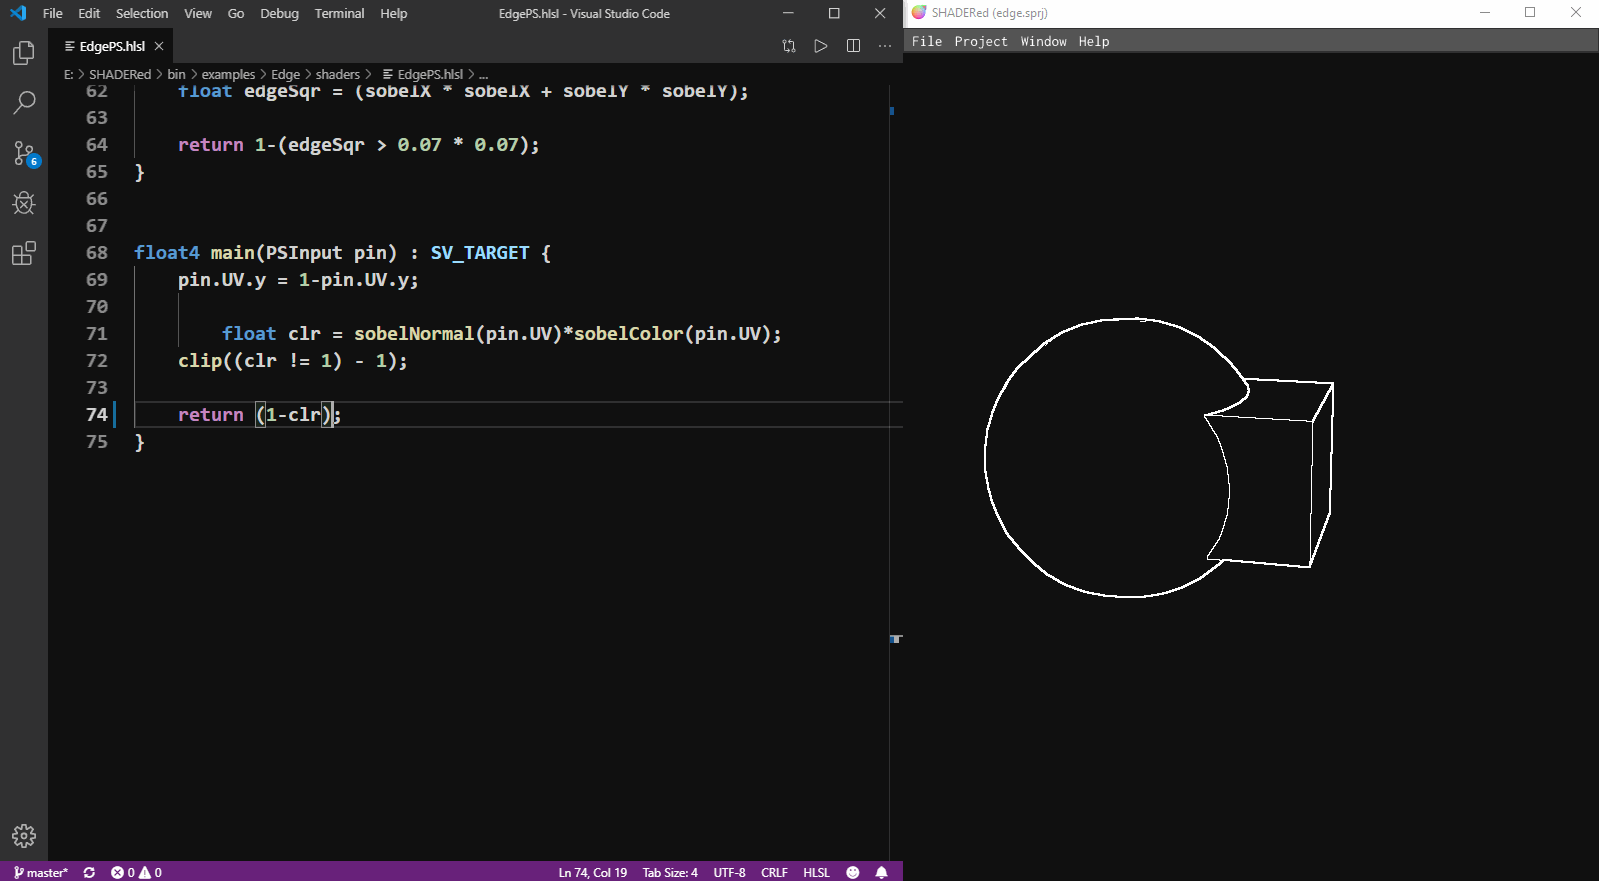 File Edit Selection View Go Debug Terminal Help EdgePS.hlsl - Visual Studio Code
EdgePS.hlsl
E: > SHADERed > bin > examples > Edge > shaders > EdgePS.hlsl > ...
62 float edgeSqr = (sobelX * sobelX + sobelY * sobelY);
63
64 return 1-(edgeSqr > 0.07 * 0.07);
65 }
66
67
68 float4 main(PSInput pin) : SV_TARGET {
69 pin.UV.y = 1-pin.UV.y;
70
71 float clr = sobelNormal(pin.UV)*sobelColor(pin.UV);
72 clip((clr != 1) - 1);
73
74 return (1-clr);
75 }
6
master* 0 0 Ln 74, Col 19 Tab Size: 4 UTF-8 CRLF HLSL
SHADERed (edge.sprj)
File Project Window Help